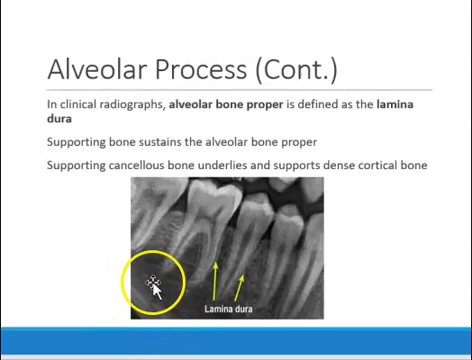 Alveolar Process (Cont.)
In clinical radiographs, alveolar bone proper is defined as the lamina
dura
Supporting bone sustains the alveolar bone proper
Supporting cancellous bone underlies and supports dense cortical bone
Lamina dura